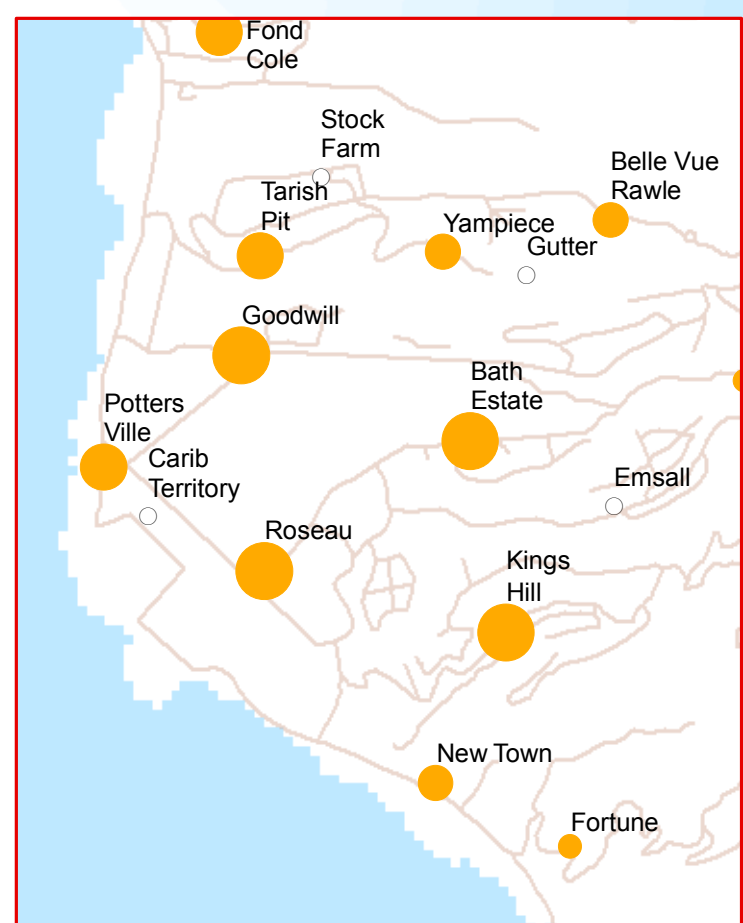 Fond
Cole
Stock
Farm
Belle Vue
Rawle
Tarish
Pit
Yampiece
Gutter
Goodwill
Bath
Estate
Potters
Ville
Carib
Territory
Emsall
Roseau
Kings
Hill
New Town
Fortune